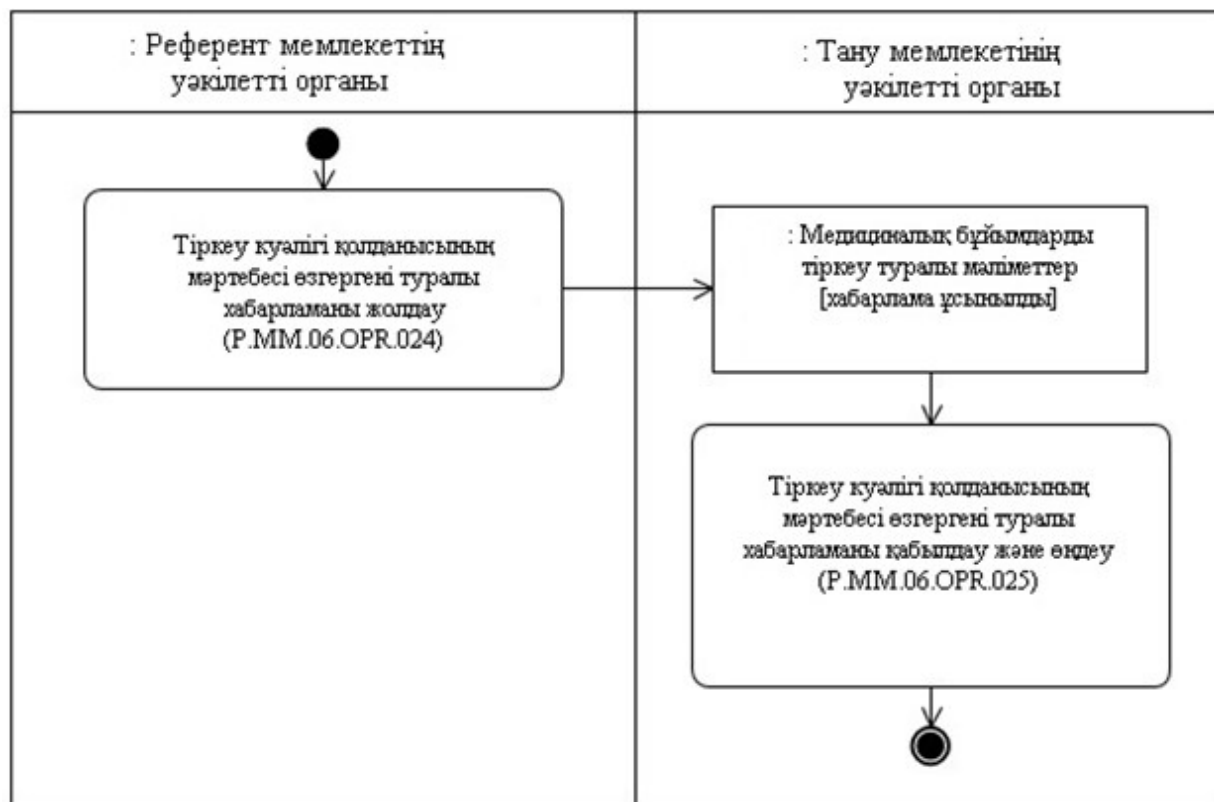 : Референт мемлекеттің
уәкілетті органы
: Тану мемлекетінің
уәкілетті органы
Тіркеу куәлігі қолданысының
мәртебесі өзгергені туралы
хабарламаны жолдау
(P.MM.06.OPR.024)
: Медициналық бұйымдарды
тіркеу туралы мәліметтер
[хабарлама ұсынылды]
Тіркеу куәлігі қолданысының
мәртебесі өзгергені туралы
хабарламаны қабылдау және өңдеу
(P.MM.06.OPR.025)